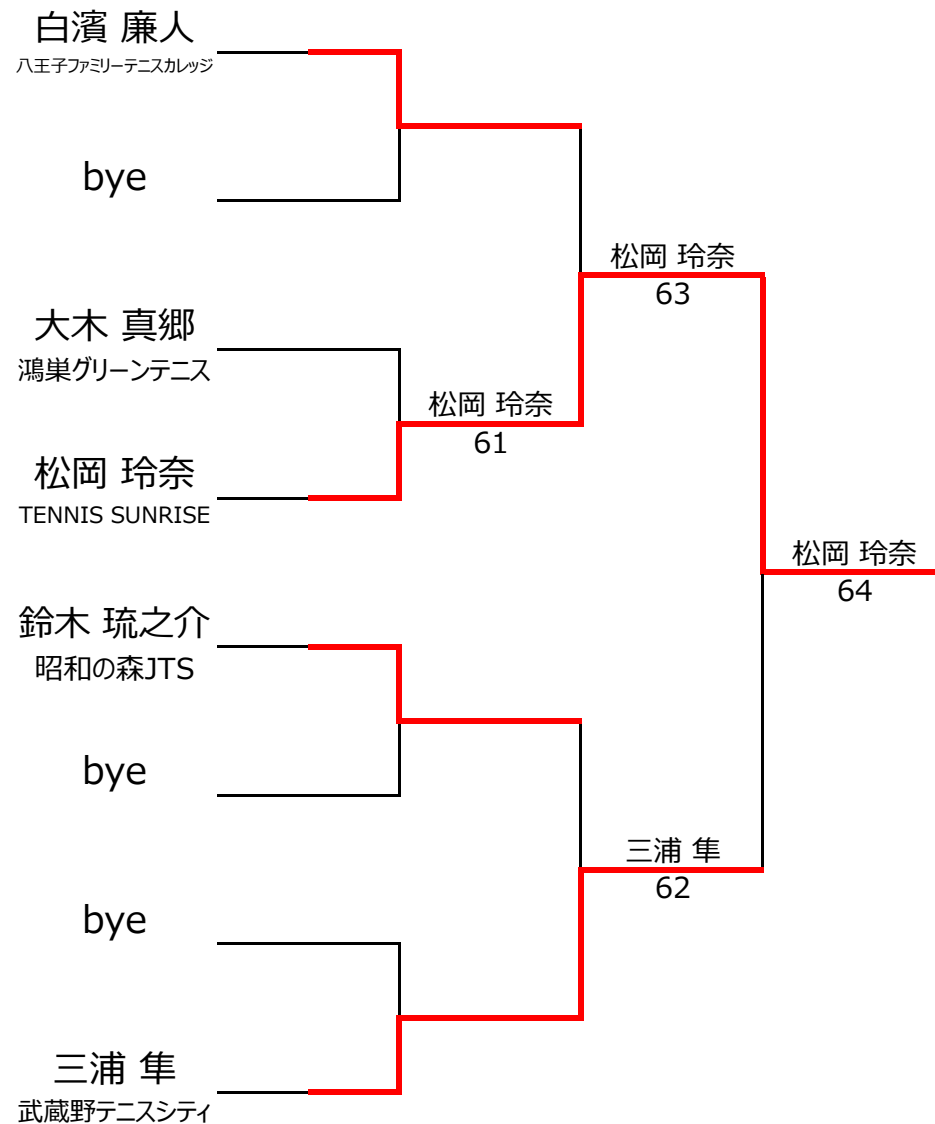 白濱 廉人
八王子ファミリーテニスカレッジ
bye
大木 真郷
鴻巣グリーンテニス
松岡 玲奈
TENNIS SUNRISE
鈴木 琉之介
昭和の森JTS
bye
bye
三浦 隼
武蔵野テニスシティ
松岡 玲奈
61
松岡 玲奈
63
三浦 隼
62
松岡 玲奈
64